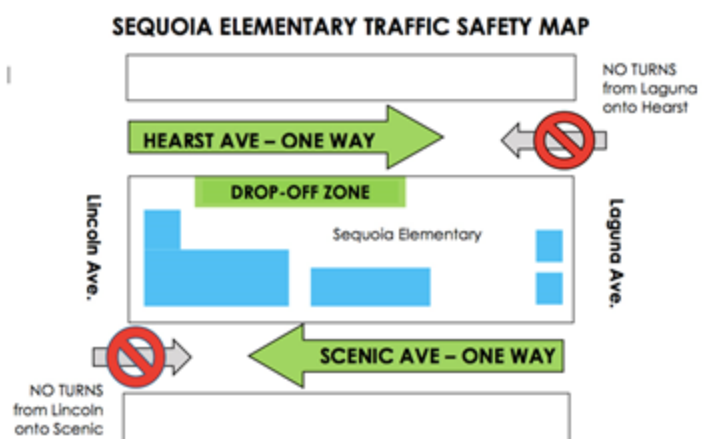 SEQUOIA ELEMENTARY TRAFFIC SAFETY MAP
NO TURNS
from Laguna
onto Hearst
HEARST AVE – ONE WAY
DROP-OFF ZONE
Sequoia Elementary
Lincoln Ave.
Laguna Ave.
SCENIC AVE – ONE WAY
NO TURNS
from Lincoln
onto Scenic